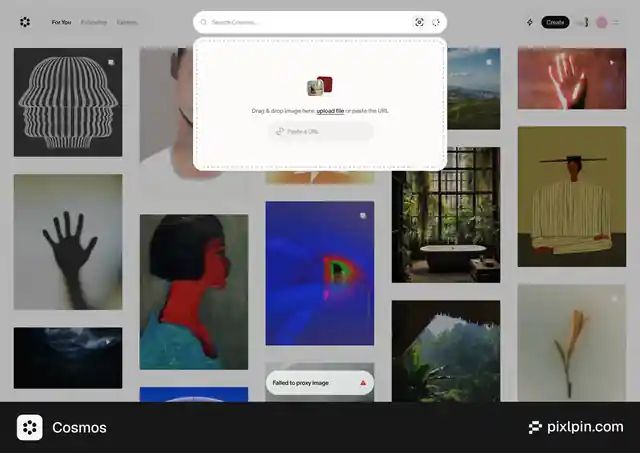 For You Following Explore
Search Cosmos...
Create
Drag & drop image here, upload file or paste the URL
Paste a URL
Failed to proxy image
Cosmos
pixlpin.com